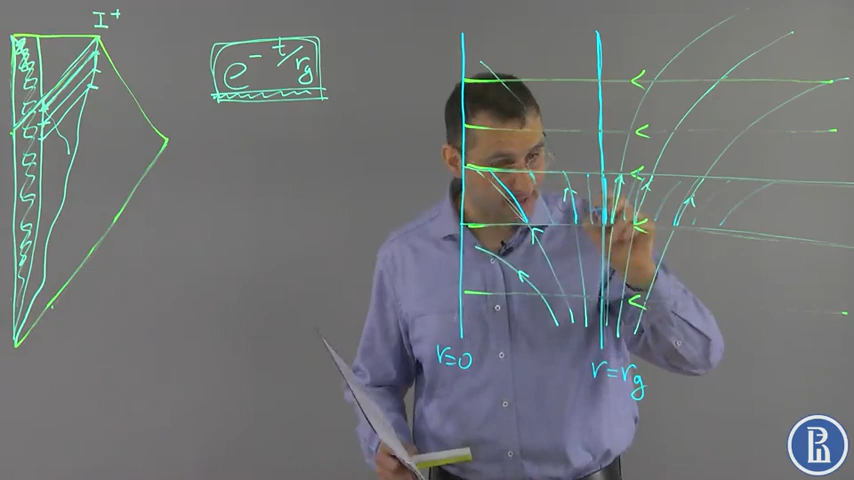 I⁺
e^{-t/r_g}
r=0
r=r_g